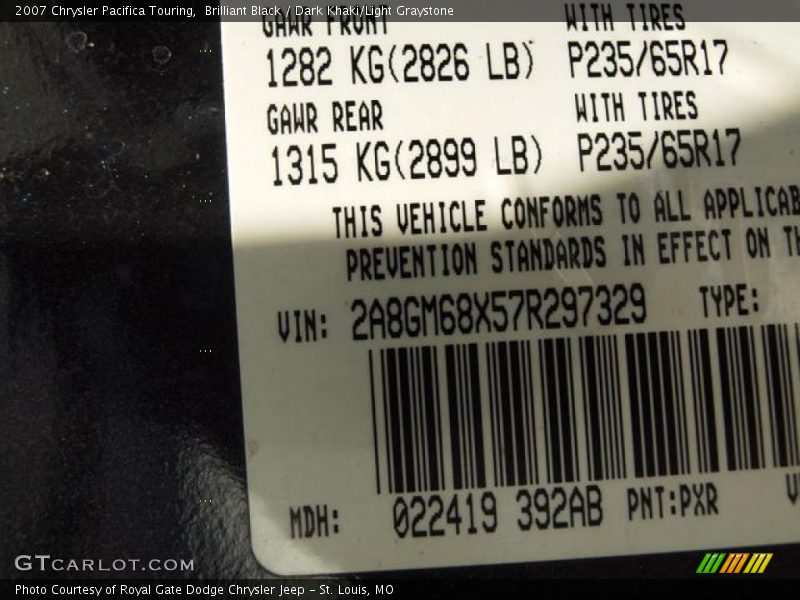 2007 Chrysler Pacifica Touring, Brilliant Black / Dark Khaki/Light Graystone
GAWR FRONT WITH TIRES
1282 KG(2826 LB) P235/65R17
GAWR REAR WITH TIRES
1315 KG(2899 LB) P235/65R17
THIS VEHICLE CONFORMS TO ALL APPLICAB
PREVENTION STANDARDS IN EFFECT ON TH
VIN: 2A8GM68X57R297329 TYPE:
MDH: 022419 392AB PNT:PXR V
GTCARLOT.COM
Photo Courtesy of Royal Gate Dodge Chrysler Jeep – St. Louis, MO